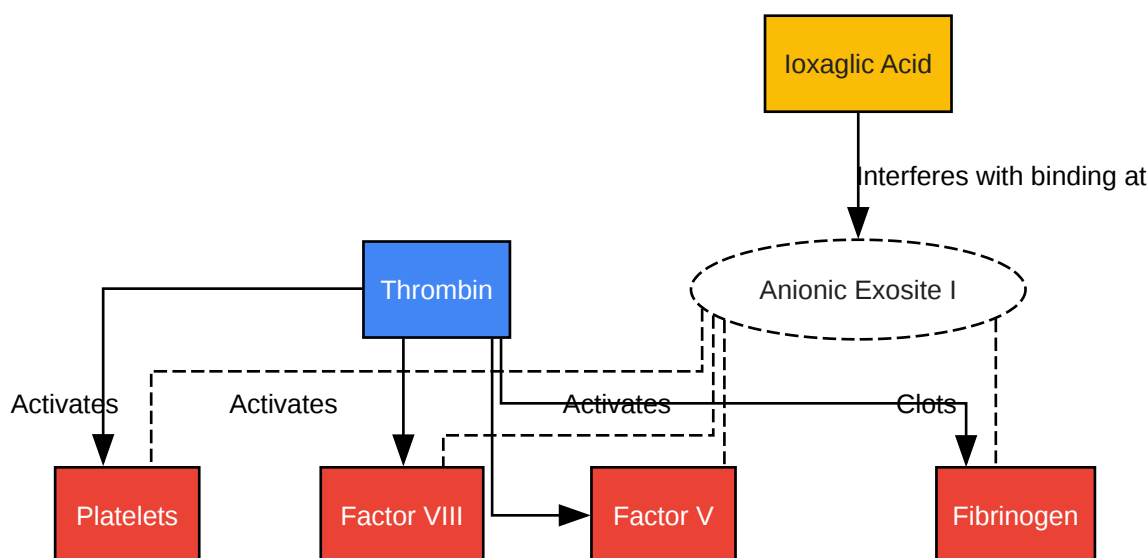 Ioxaglic Acid
Interferes with binding at
Thrombin
Anionic Exosite I
Activates
Activates
Activates
Clots
Platelets
Factor VIII
Factor V
Fibrinogen